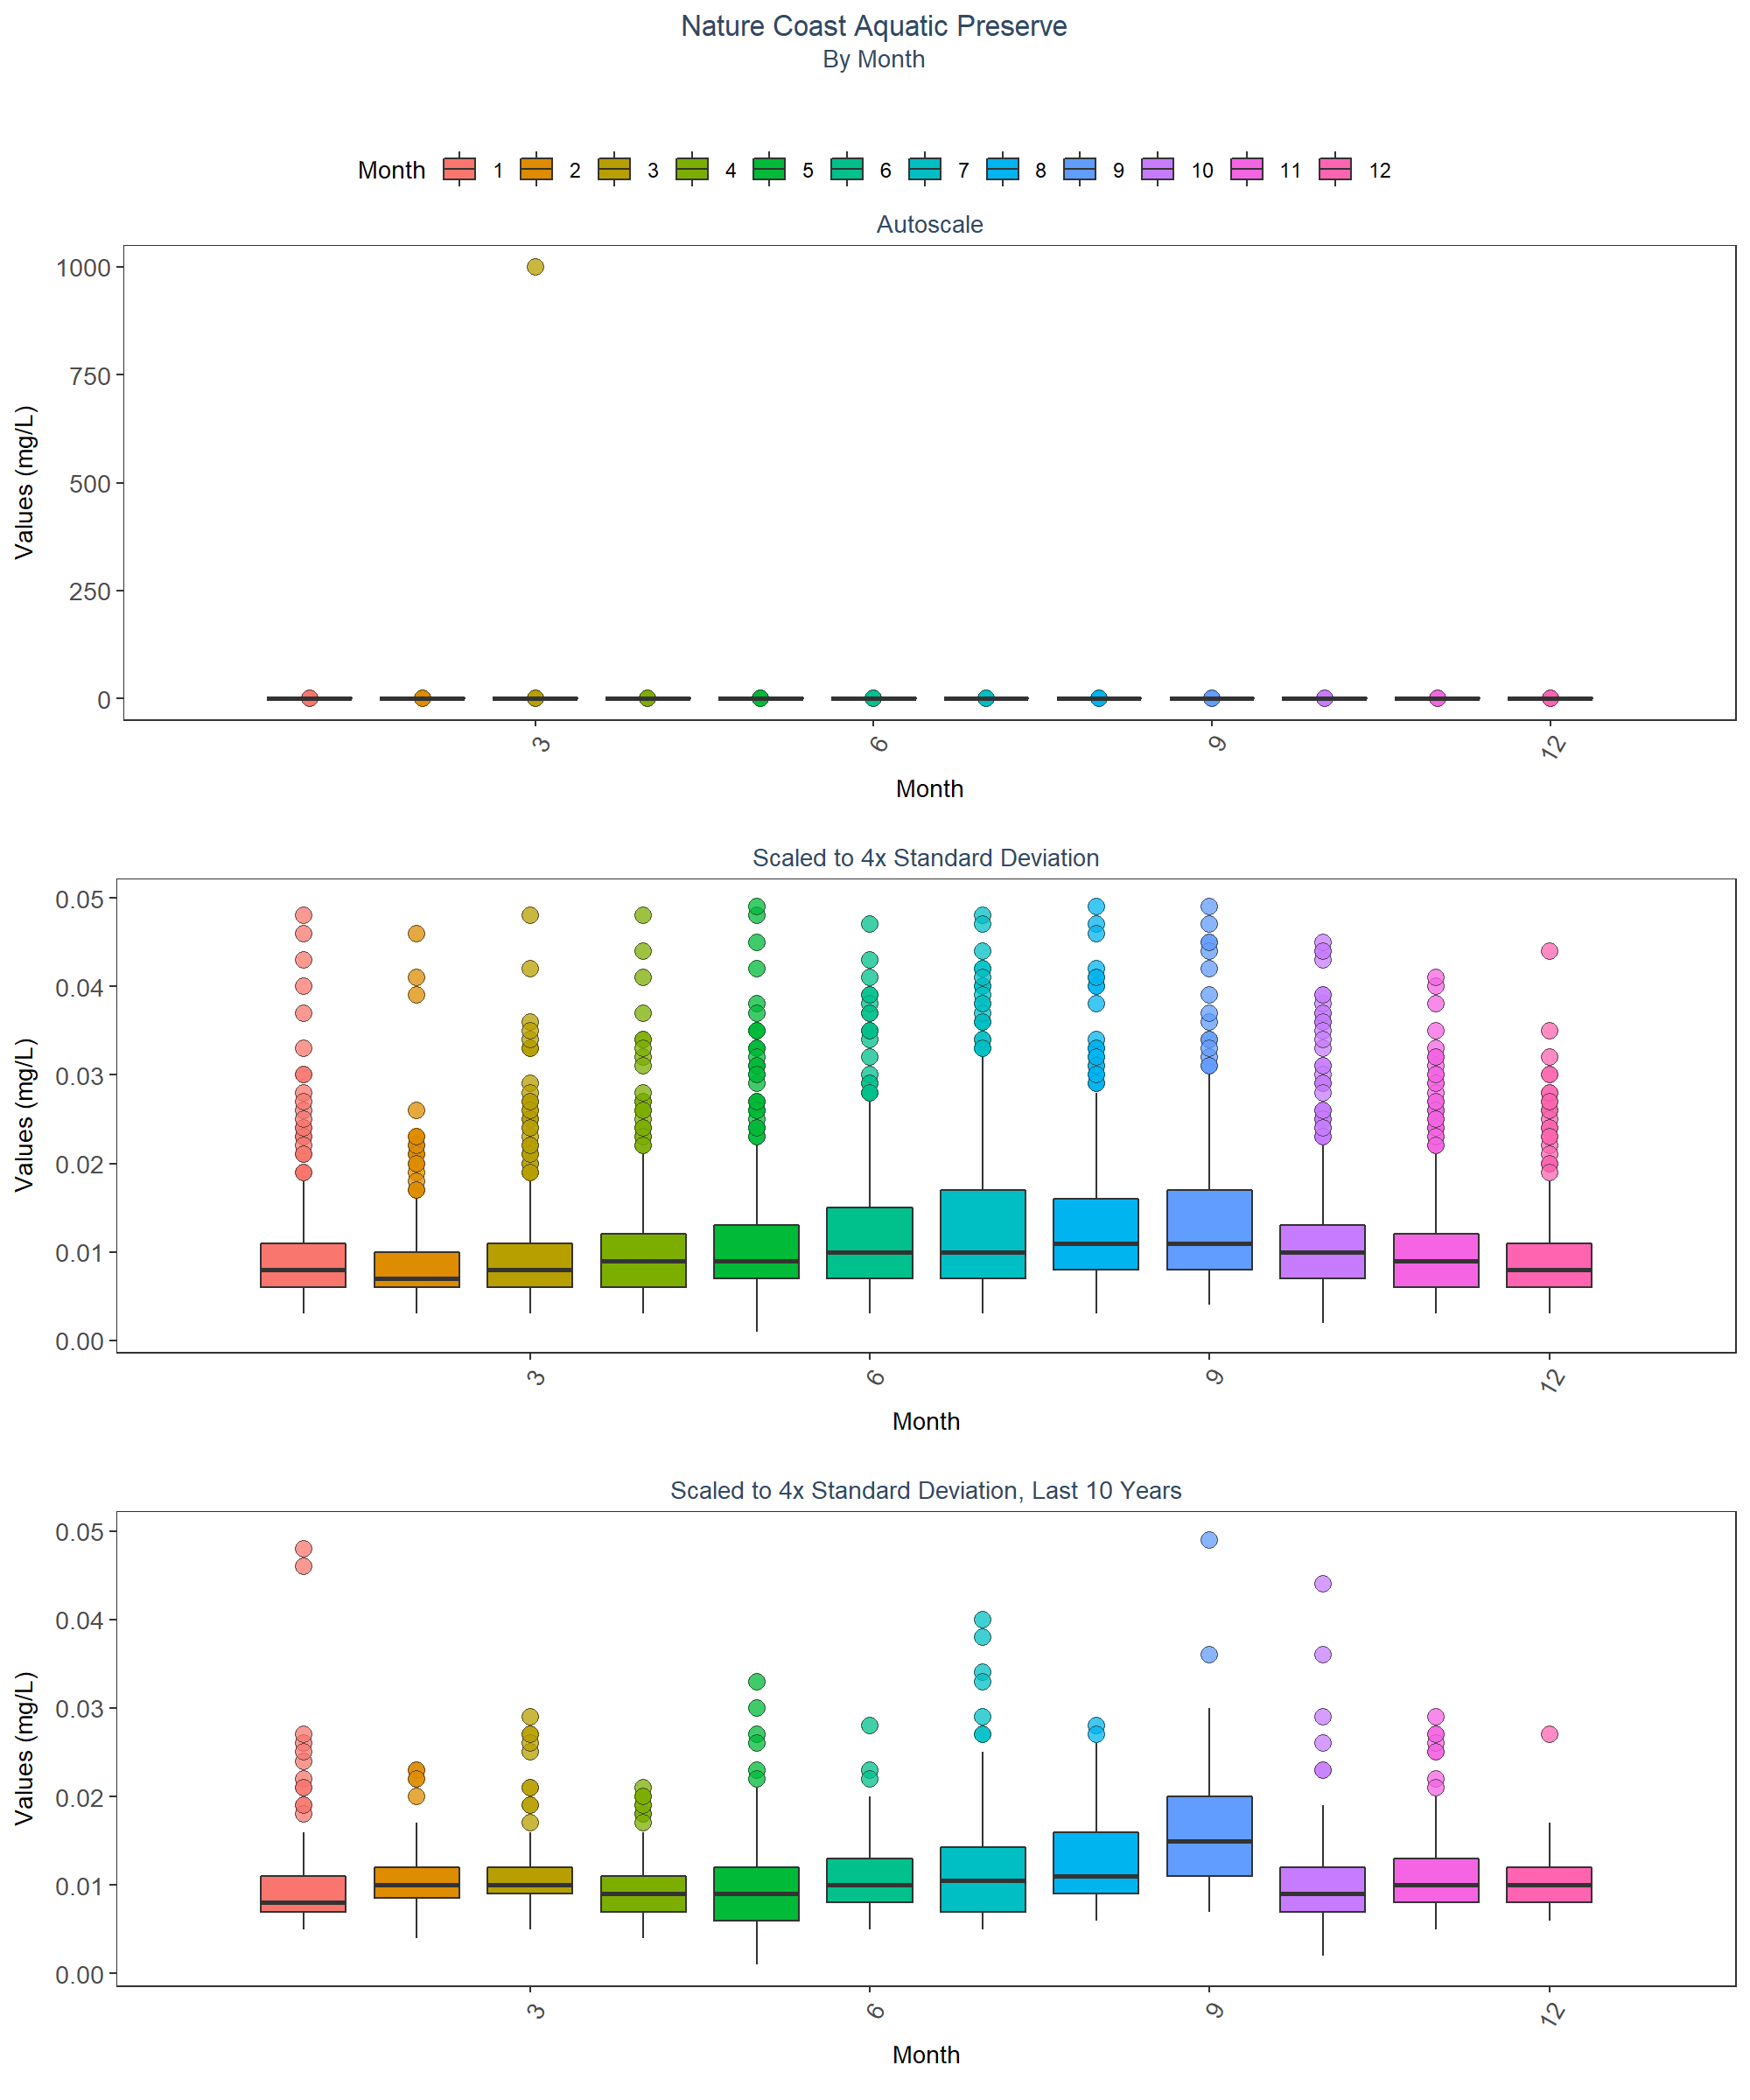 Nature Coast Aquatic Preserve
By Month
Month 1 2 3 4 5 6 7 8 9 10 11 12
Autoscale
Values (mg/L)
1000
750
500
250
0
3 6 9 12
Month
Scaled to 4x Standard Deviation
Values (mg/L)
0.05
0.04
0.03
0.02
0.01
0.00
3 6 9 12
Month
Scaled to 4x Standard Deviation, Last 10 Years
Values (mg/L)
0.05
0.04
0.03
0.02
0.01
0.00
3 6 9 12
Month